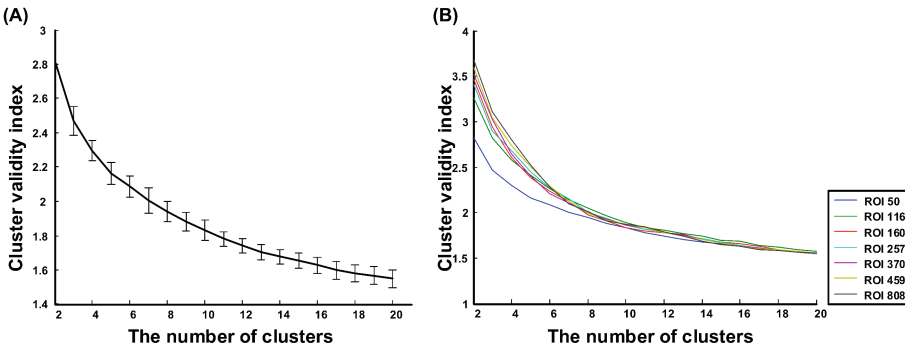 (A)
Cluster validity index
3
2.8
2.6
2.4
2.2
2
1.8
1.6
1.4
2 4 6 8 10 12 14 16 18 20
The number of clusters
(B)
Cluster validity index
4
3.5
3
2.5
2
1.5
1
2 4 6 8 10 12 14 16 18 20
The number of clusters
ROI 50
ROI 116
ROI 160
ROI 257
ROI 370
ROI 459
ROI 808